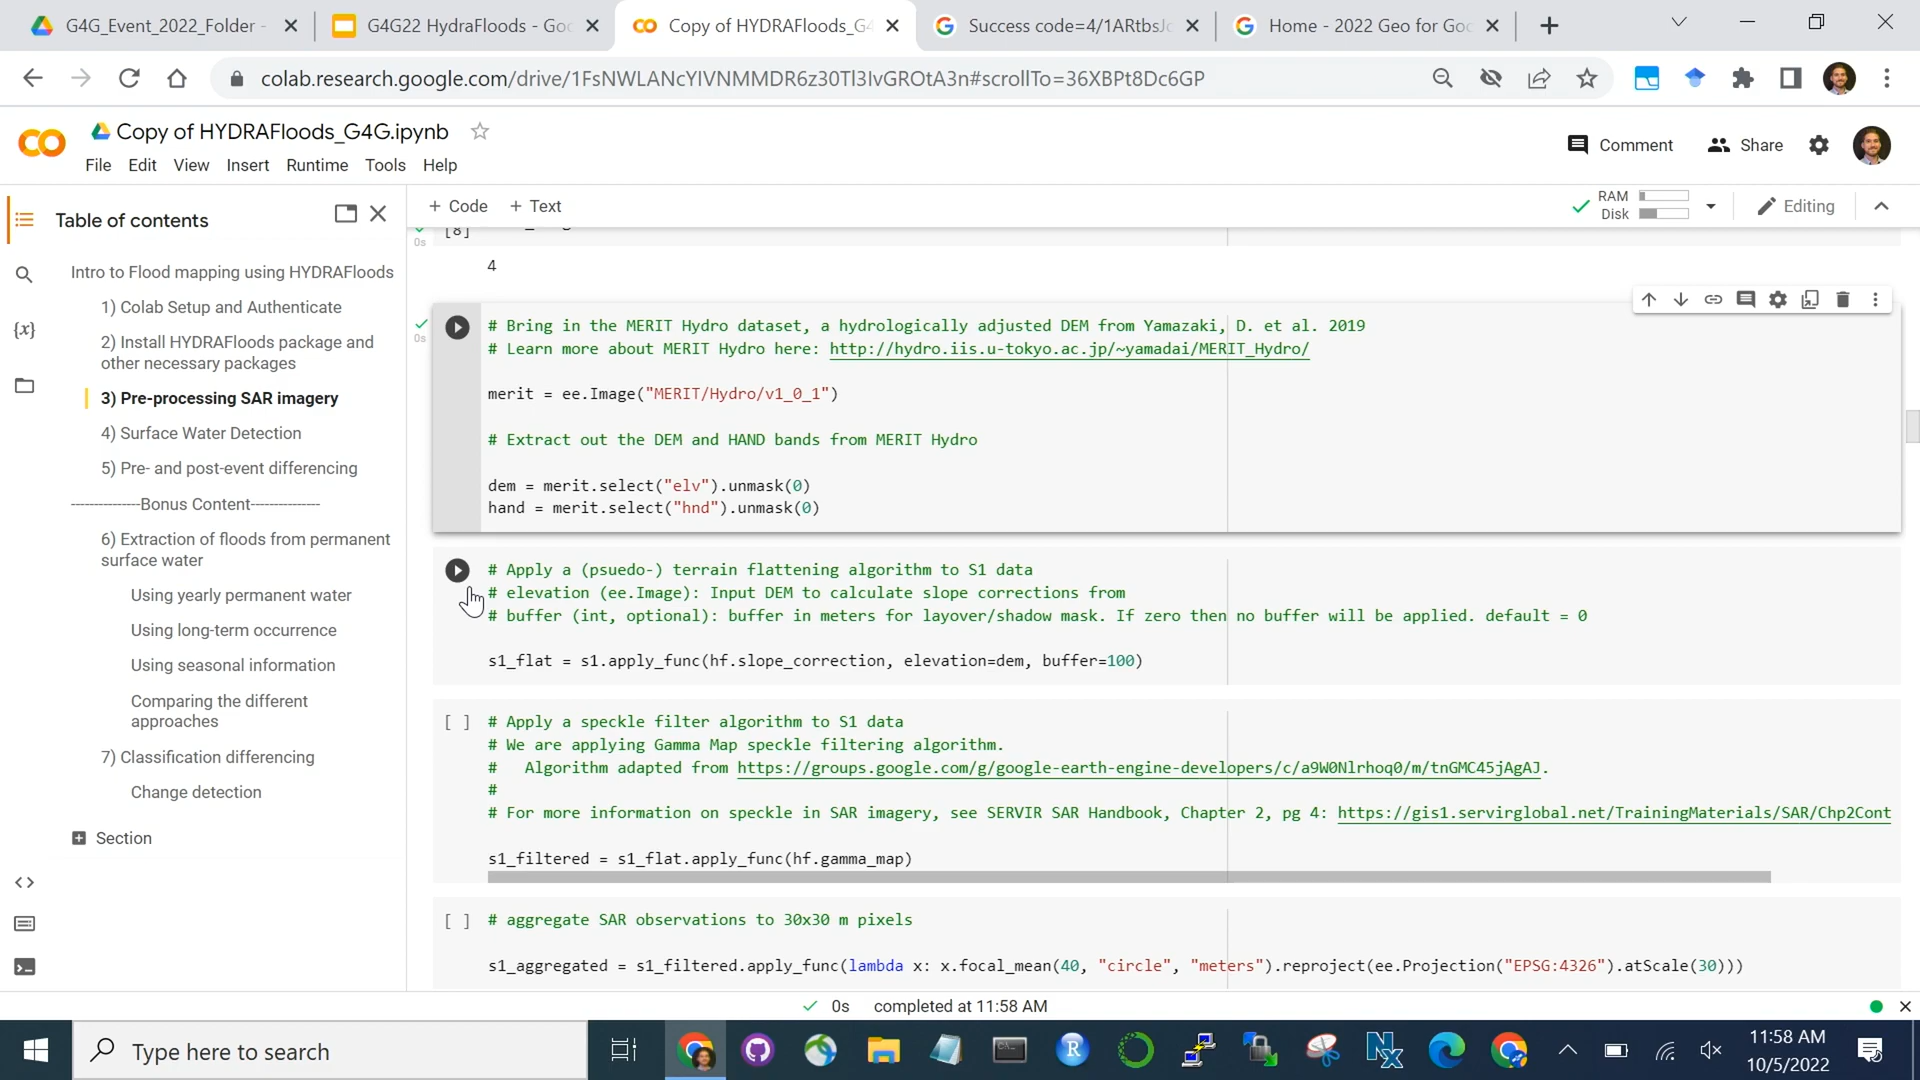 G4G_Event_2022_Folder -
G4G22 HydraFloods - Goo
Copy of HYDRAFloods_G4
Success code=4/1ARtbsJo
Home - 2022 Geo for Goo
colab.research.google.com/drive/1FsNWLANcYIVNMMDR6z30Tl3IvGROtA3n#scrollTo=36XBPt8Dc6GP
Copy of HYDRAFloods_G4G.ipynb
File Edit View Insert Runtime Tools Help
Comment
Share
Table of contents
+ Code + Text
RAM
Disk
Editing
Intro to Flood mapping using HYDRAFloods
1) Colab Setup and Authenticate
2) Install HYDRAFloods package and
other necessary packages
3) Pre-processing SAR imagery
4) Surface Water Detection
5) Pre- and post-event differencing
---------------Bonus Content---------------
6) Extraction of floods from permanent
surface water
Using yearly permanent water
Using long-term occurrence
Using seasonal information
Comparing the different
approaches
7) Classification differencing
Change detection
Section
0s
[8]
4
0s
# Bring in the MERIT Hydro dataset, a hydrologically adjusted DEM from Yamazaki, D. et al. 2019
# Learn more about MERIT Hydro here: http://hydro.iis.u-tokyo.ac.jp/~yamadai/MERIT_Hydro/
merit = ee.Image("MERIT/Hydro/v1_0_1")
# Extract out the DEM and HAND bands from MERIT Hydro
dem = merit.select("elv").unmask(0)
hand = merit.select("hnd").unmask(0)
# Apply a (psuedo-) terrain flattening algorithm to S1 data
# elevation (ee.Image): Input DEM to calculate slope corrections from
# buffer (int, optional): buffer in meters for layover/shadow mask. If zero then no buffer will be applied. default = 0
s1_flat = s1.apply_func(hf.slope_correction, elevation=dem, buffer=100)
[ ] # Apply a speckle filter algorithm to S1 data
# We are applying Gamma Map speckle filtering algorithm.
# Algorithm adapted from https://groups.google.com/g/google-earth-engine-developers/c/a9W0Nlrhoq0/m/tnGMC45jAgAJ.
#
# For more information on speckle in SAR imagery, see SERVIR SAR Handbook, Chapter 2, pg 4: https://gis1.servirglobal.net/TrainingMaterials/SAR/Chp2Cont
s1_filtered = s1_flat.apply_func(hf.gamma_map)
[ ] # aggregate SAR observations to 30x30 m pixels
s1_aggregated = s1_filtered.apply_func(lambda x: x.focal_mean(40, "circle", "meters").reproject(ee.Projection("EPSG:4326").atScale(30)))
0s completed at 11:58 AM
Type here to search
11:58 AM
10/5/2022